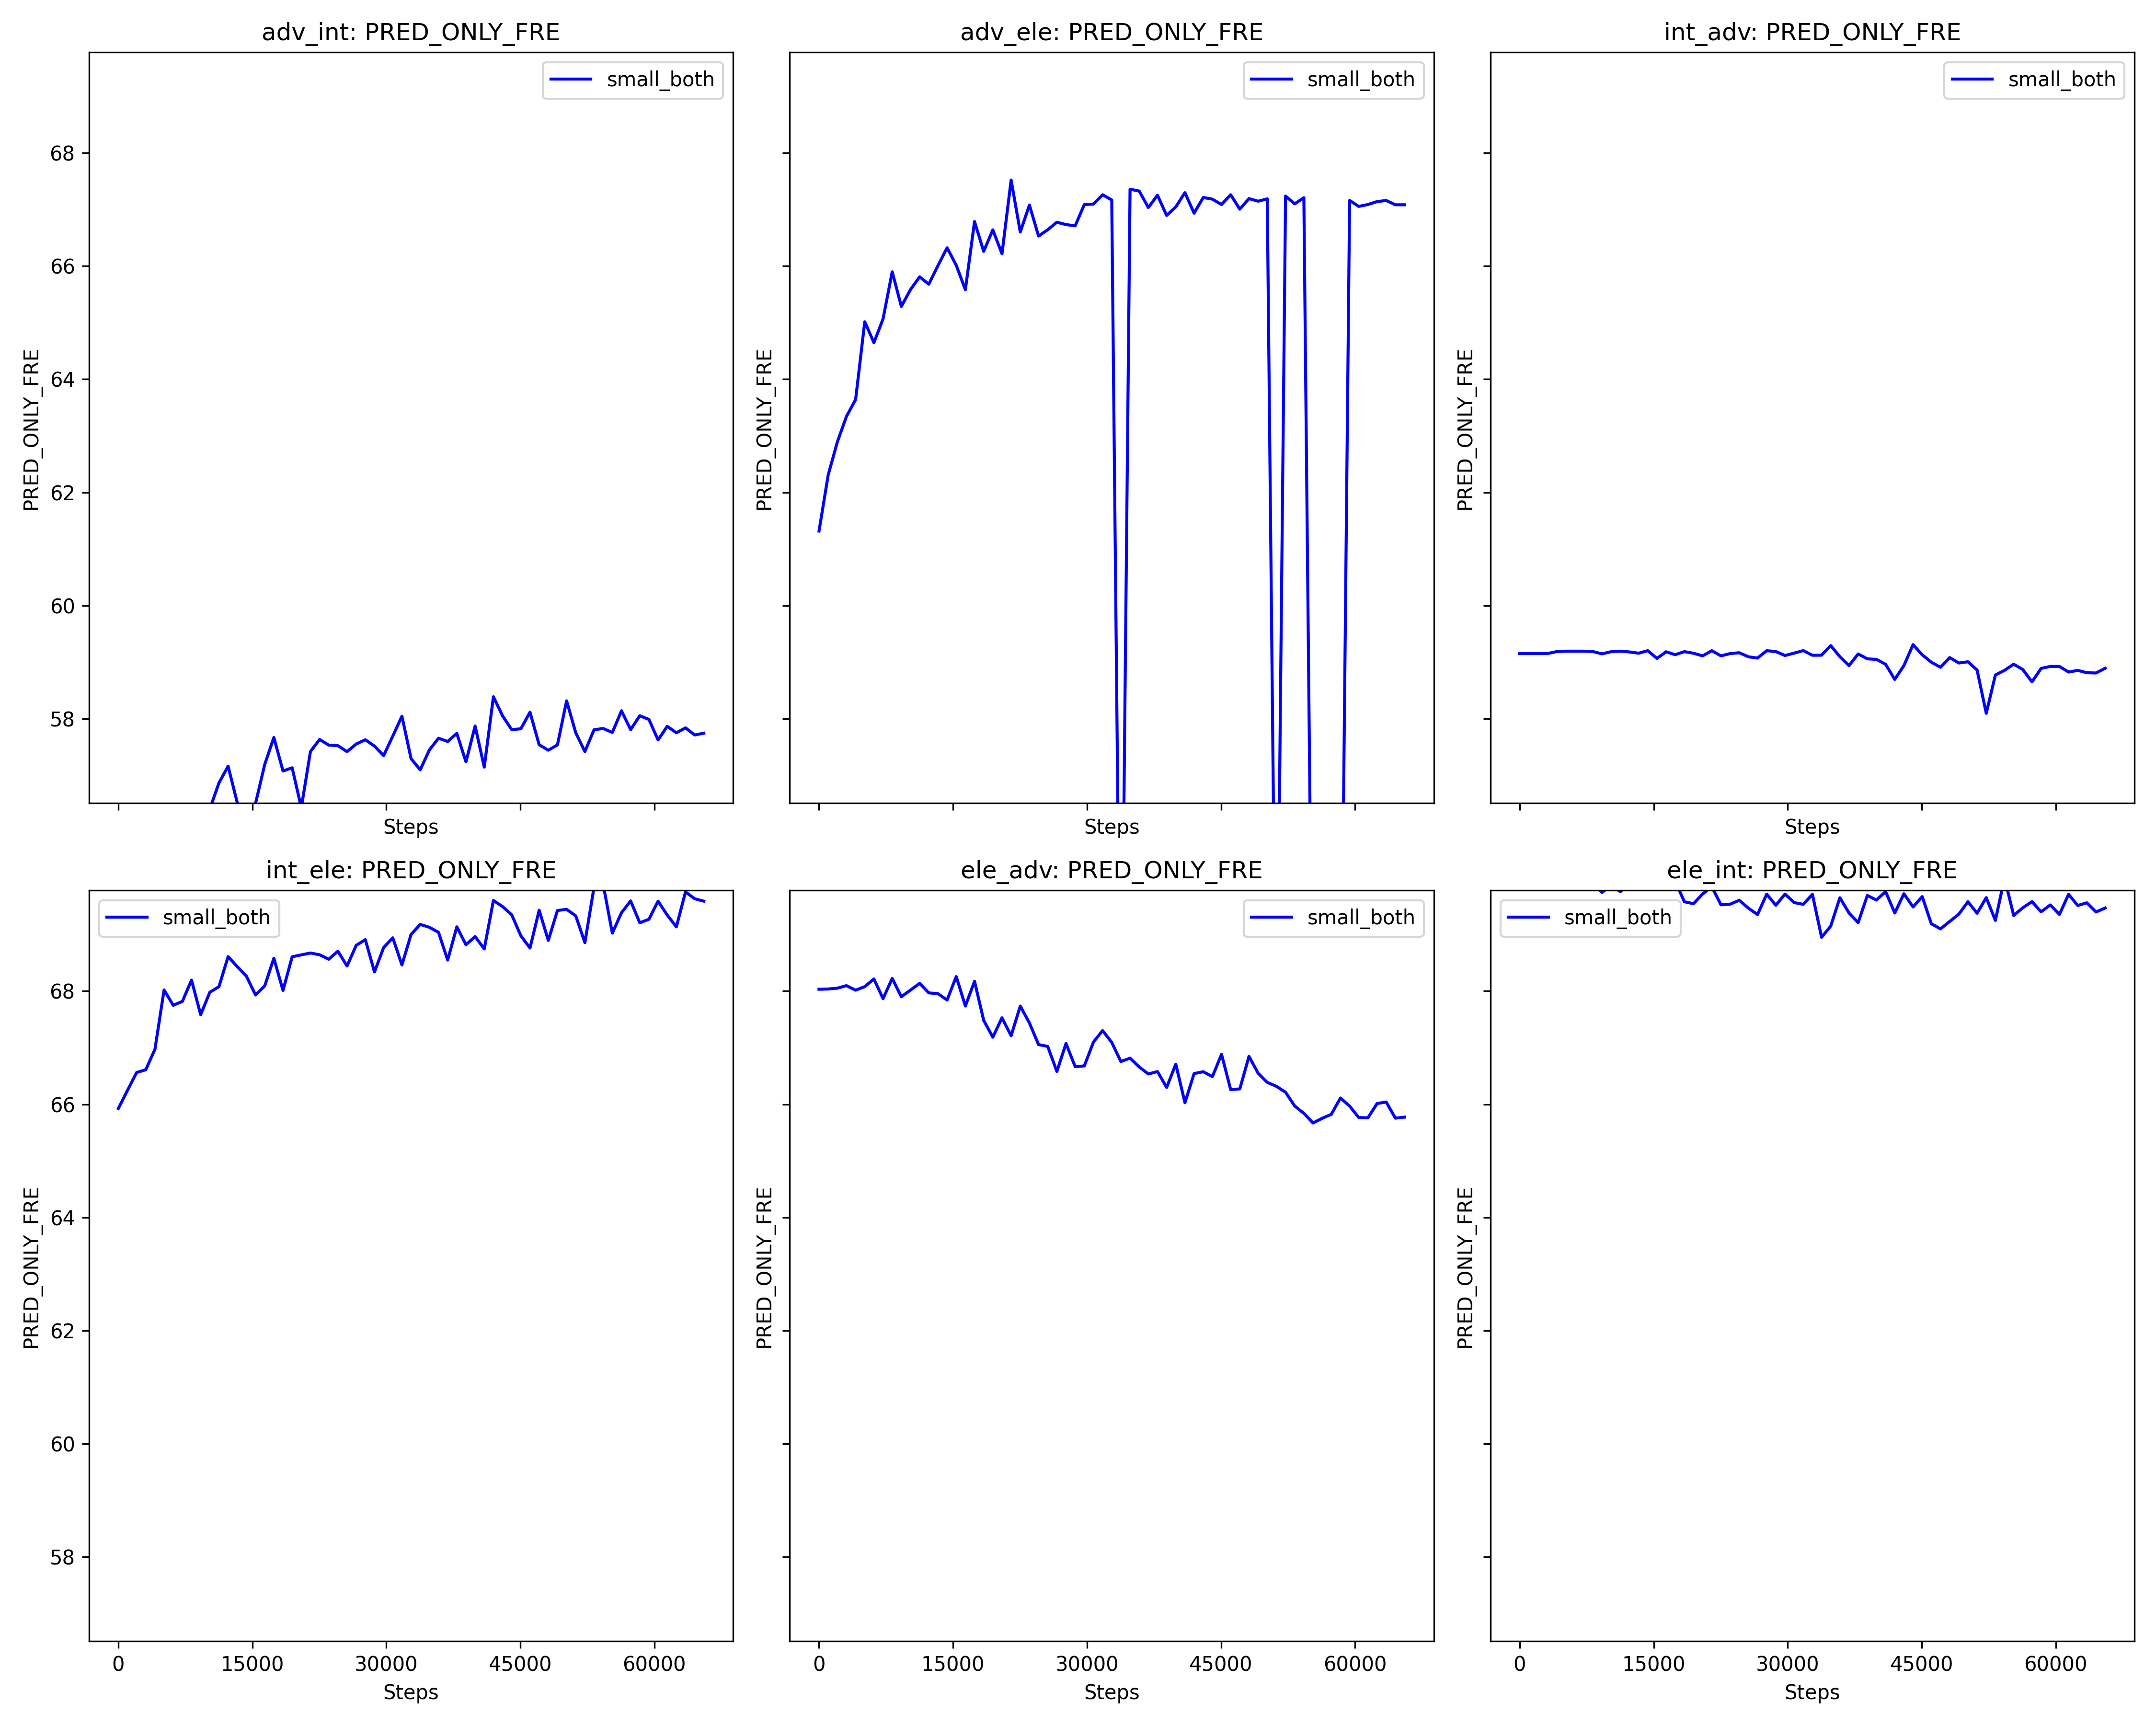 adv_int: PRED_ONLY_FRE
small_both
68
66
64
62
60
58
PRED_ONLY_FRE
Steps
adv_ele: PRED_ONLY_FRE
small_both
PRED_ONLY_FRE
Steps
int_adv: PRED_ONLY_FRE
small_both
PRED_ONLY_FRE
Steps
int_ele: PRED_ONLY_FRE
small_both
68
66
64
62
60
58
PRED_ONLY_FRE
0 15000 30000 45000 60000
Steps
ele_adv: PRED_ONLY_FRE
small_both
PRED_ONLY_FRE
0 15000 30000 45000 60000
Steps
ele_int: PRED_ONLY_FRE
small_both
PRED_ONLY_FRE
0 15000 30000 45000 60000
Steps